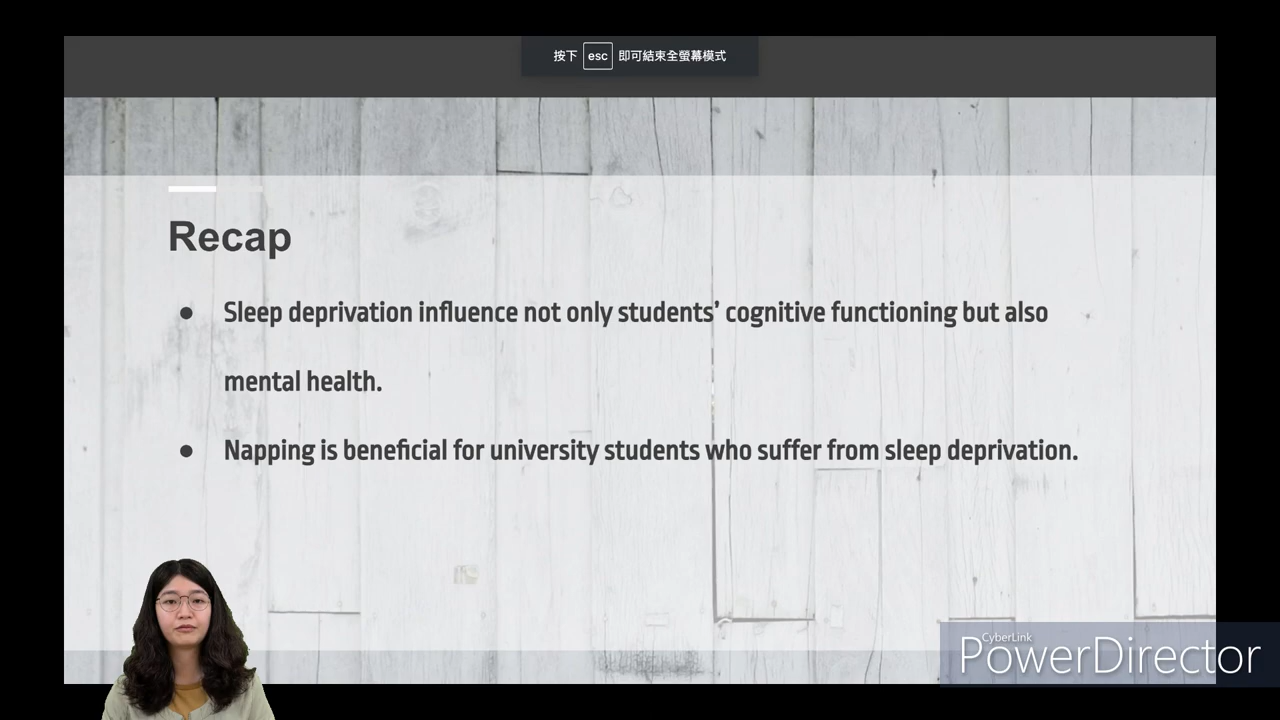 按下 esc 即可結束全螢幕模式
Recap
● Sleep deprivation influence not only students’ cognitive functioning but also
mental health.
● Napping is beneficial for university students who suffer from sleep deprivation.
CyberLink
PowerDirector